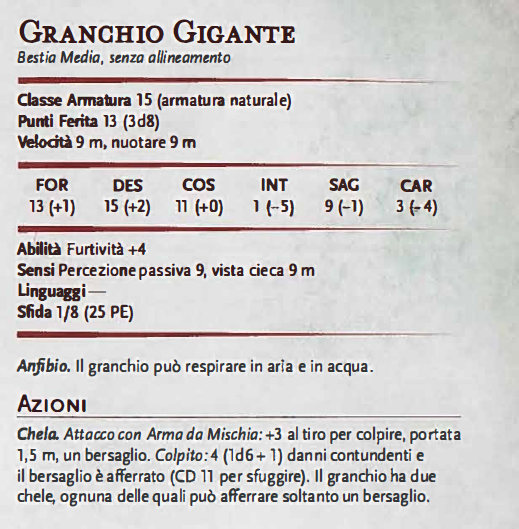 Granchio Gigante
Bestia Media, senza allineamento
Classe Armatura 15 (armatura naturale)
Punti Ferita 13 (3d8)
Velocità 9 m, nuotare 9 m
FOR DES COS INT SAG CAR
13 (+1) 15 (+2) 11 (+0) 1 (-5) 9 (-1) 3 (-4)
Abilità Furtività +4
Sensi Percezione passiva 9, vista cieca 9 m
Linguaggi —
Sfida 1/8 (25 PE)
Anfibio. Il granchio può respirare in aria e in acqua.
Azioni
Chela. Attacco con Arma da Mischia: +3 al tiro per colpire, portata
1,5 m, un bersaglio. Colpito: 4 (1d6 + 1) danni contundenti e
il bersaglio è afferrato (CD 11 per sfuggire). Il granchio ha due
chele, ognuna delle quali può afferrare soltanto un bersaglio.